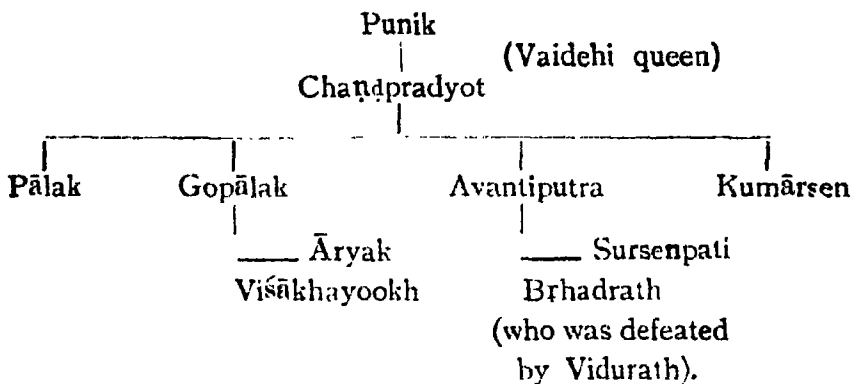 Punik
(Vaidehi queen)
Chaṇḍpradyot
Pālak Gopālak Avantiputra Kumārsen
Āryak Sursenpati
Viśākhayookh Bṛhadrath
(who was defeated
by Vidurath).